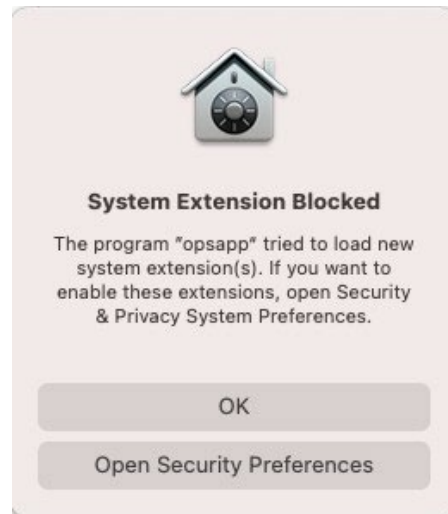 System Extension Blocked
The program "opsapp" tried to load new
system extension(s). If you want to
enable these extensions, open Security
& Privacy System Preferences.
OK
Open Security Preferences